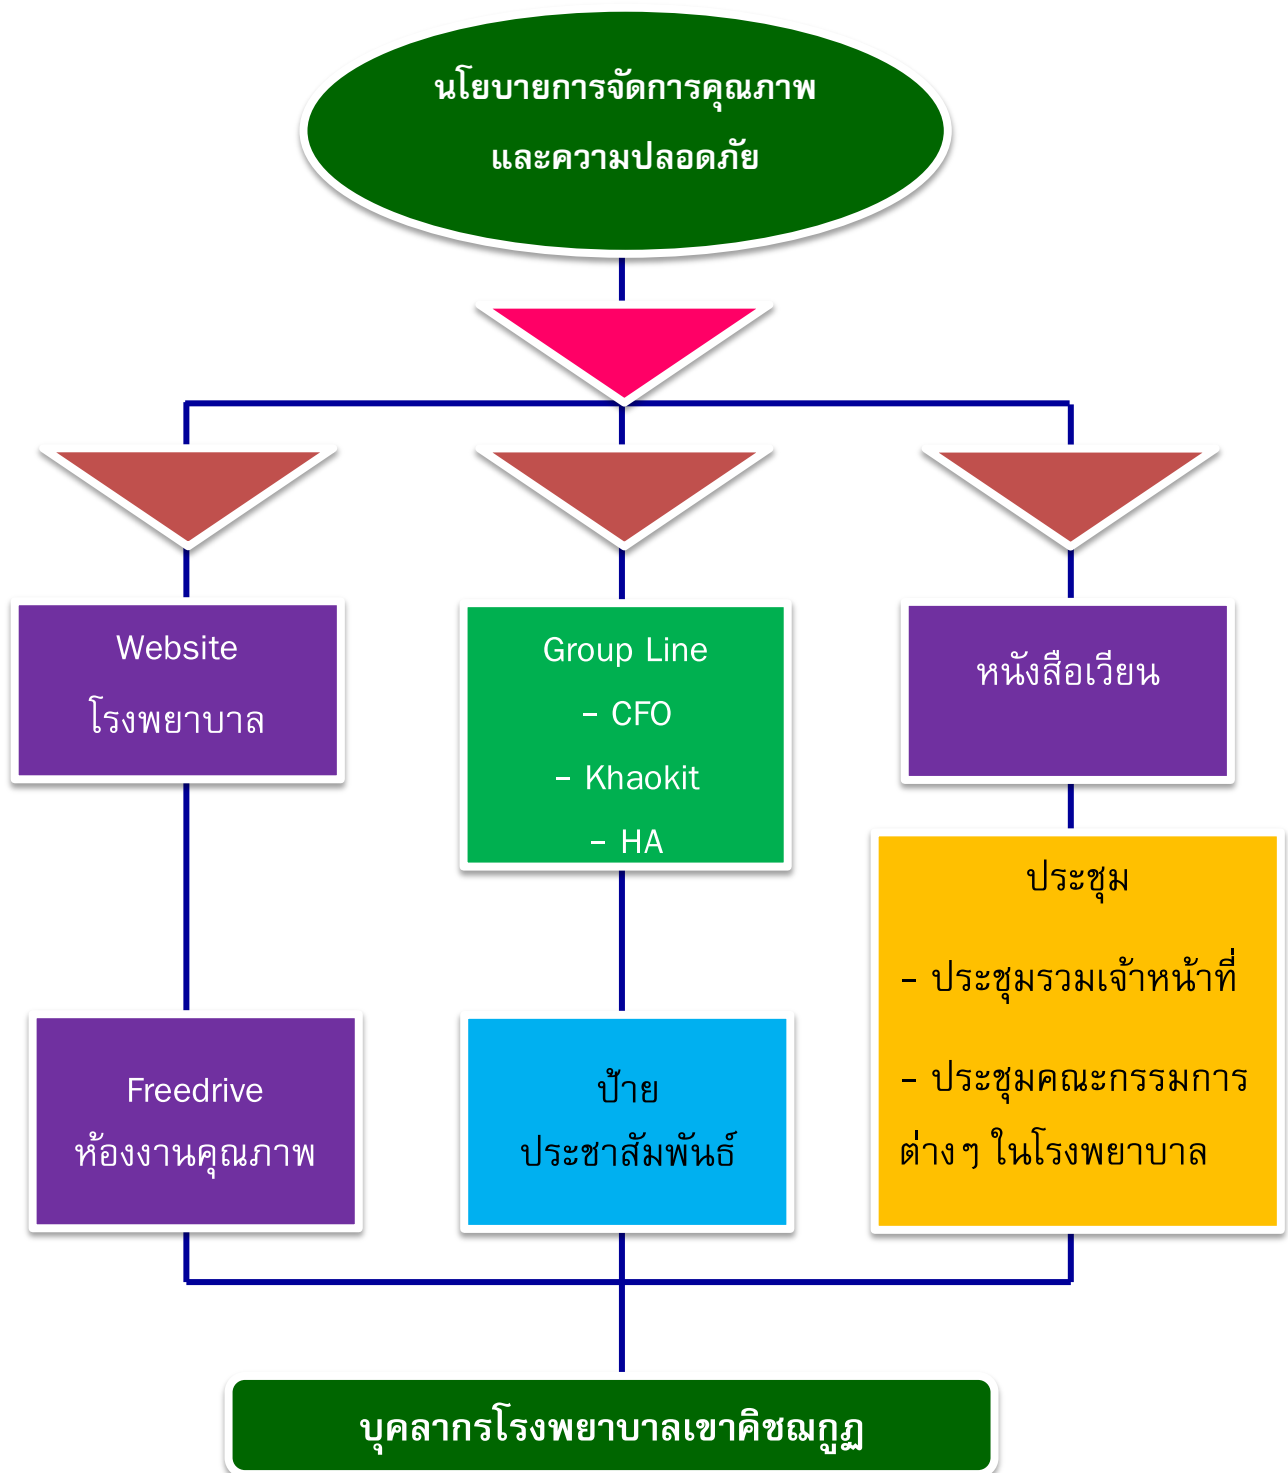 นโยบายการจัดการคุณภาพ
และความปลอดภัย
Website
โรงพยาบาล
Group Line
– CFO
– Khaokit
– HA
หนังสือเวียน
ประชุม
– ประชุมรวมเจ้าหน้าที่
– ประชุมคณะกรรมการ
ต่างๆ ในโรงพยาบาล
Freedrive
ห้องงานคุณภาพ
ป้าย
ประชาสัมพันธ์
บุคลากรโรงพยาบาลเขาคิชฌกูฏ